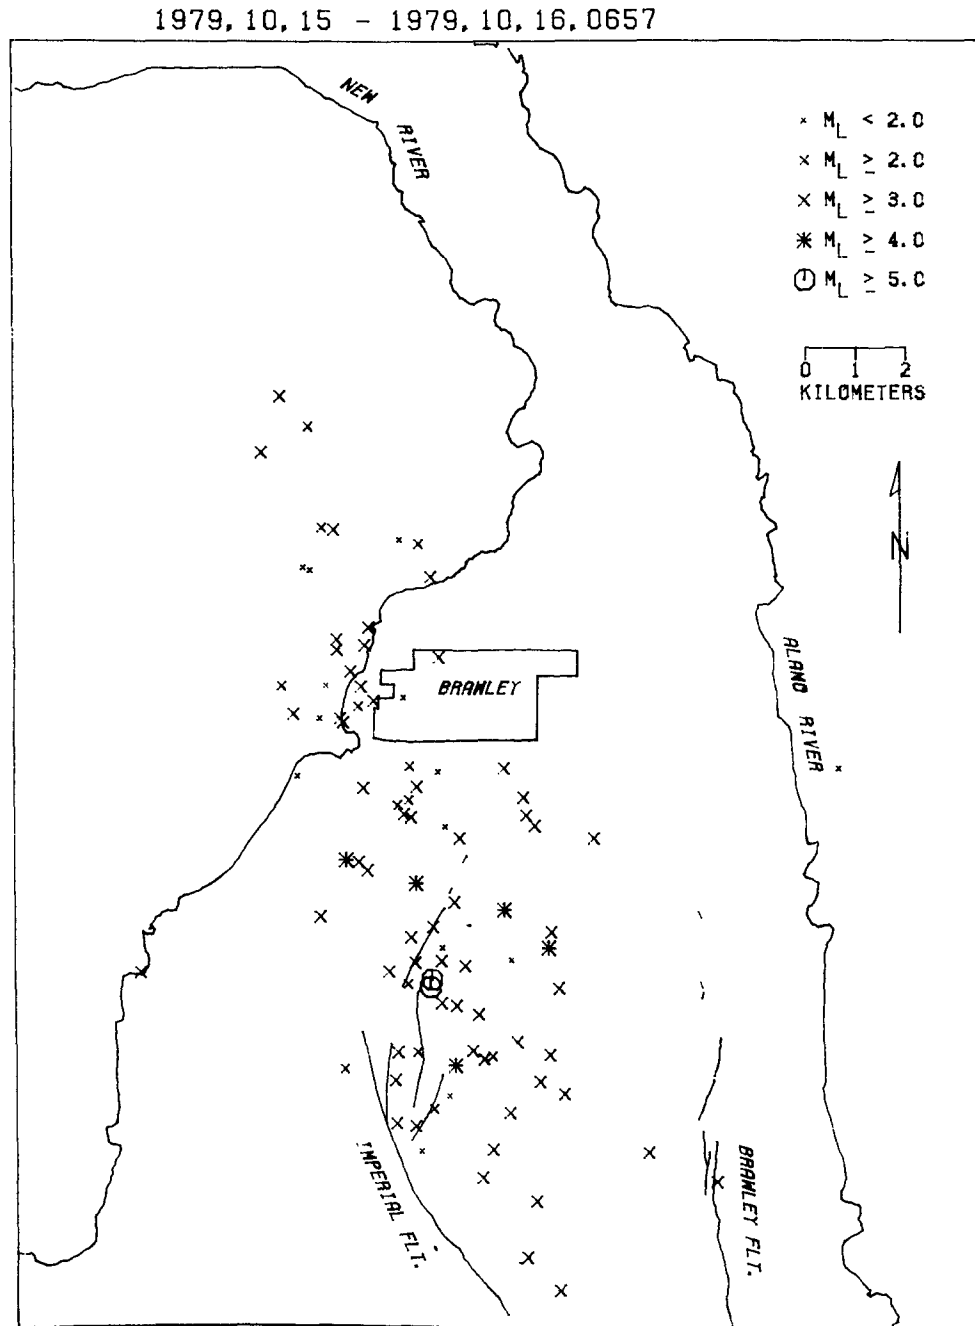 1979,10,15 - 1979,10,16,0657
NEW
RIVER
× M_L < 2.0
× M_L ≥ 2.0
× M_L ≥ 3.0
M_L ≥ 4.0
M_L ≥ 5.0
0 1 2
KILOMETERS
N
BRAWLEY
ALAMO
RIVER
IMPERIAL FLT.
BRAWLEY FLT.